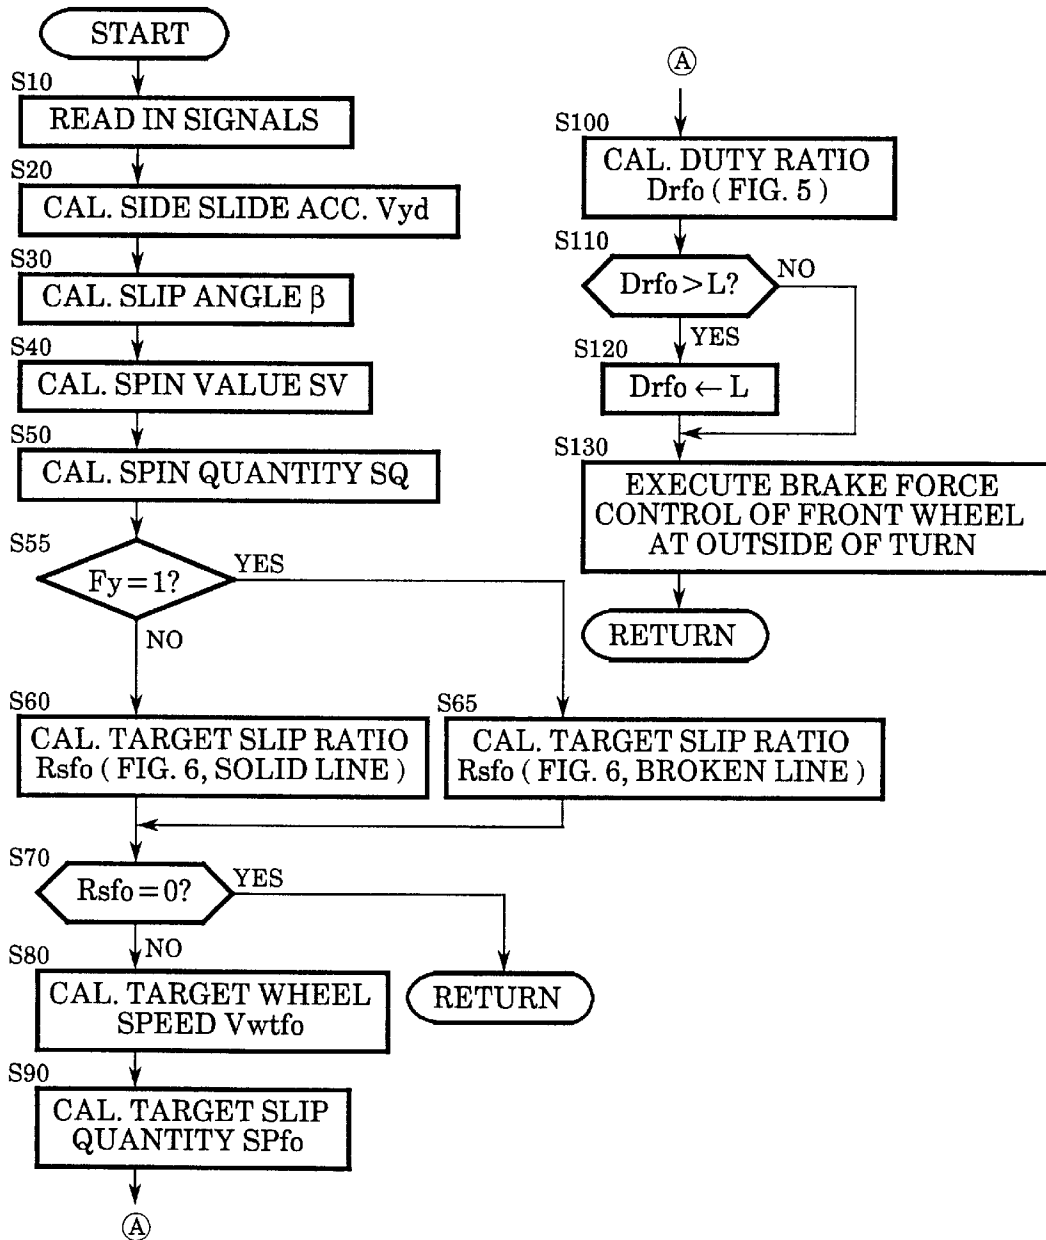 START
S10
READ IN SIGNALS
S20
CAL. SIDE SLIDE ACC. Vyd
S30
CAL. SLIP ANGLE β
S40
CAL. SPIN VALUE SV
S50
CAL. SPIN QUANTITY SQ
S55
Fy=1?
YES
NO
S60
CAL. TARGET SLIP RATIO
Rsfo ( FIG. 6, SOLID LINE )
S65
CAL. TARGET SLIP RATIO
Rsfo ( FIG. 6, BROKEN LINE )
S70
Rsfo=0?
YES
NO
RETURN
S80
CAL. TARGET WHEEL
SPEED Vwtfo
S90
CAL. TARGET SLIP
QUANTITY SPfo
Ⓐ
Ⓐ
S100
CAL. DUTY RATIO
Drfo ( FIG. 5 )
S110
Drfo>L?
NO
YES
S120
Drfo ← L
S130
EXECUTE BRAKE FORCE
CONTROL OF FRONT WHEEL
AT OUTSIDE OF TURN
RETURN